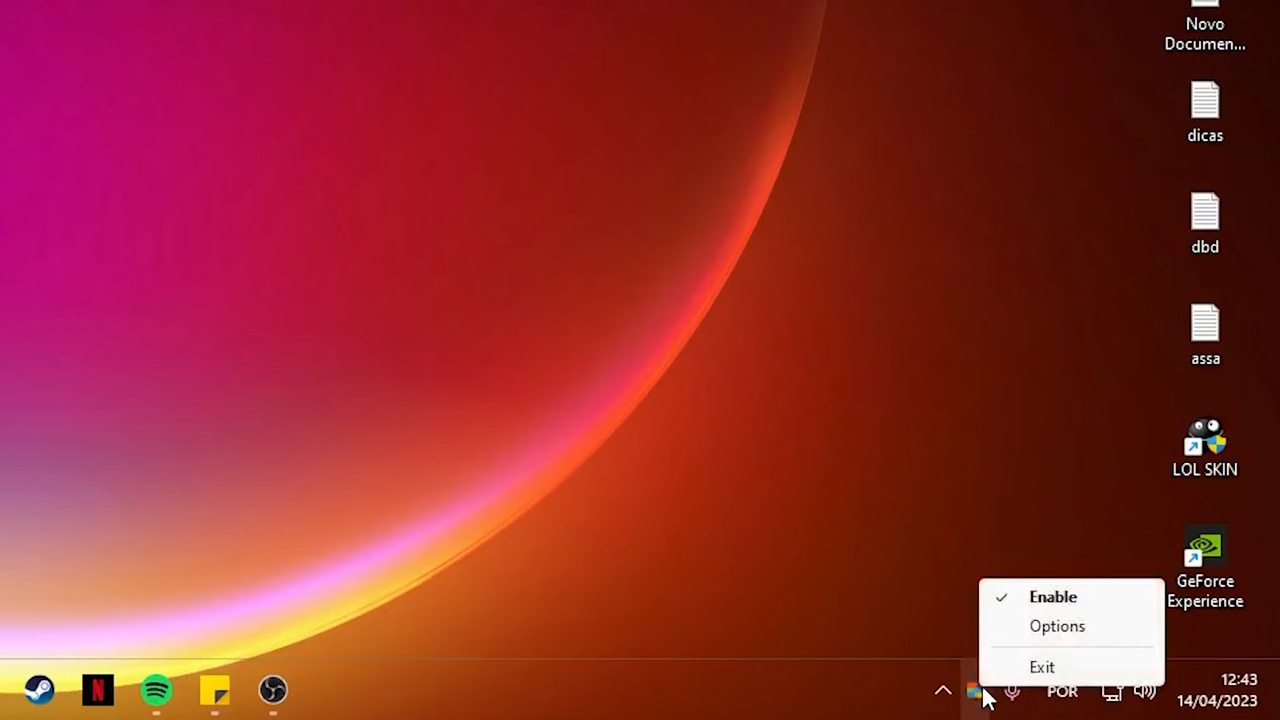 Novo
Documen...
dicas
dbd
assa
LOL SKIN
GeForce
Experience
Enable
Options
Exit
N
POR
12:43
14/04/2023